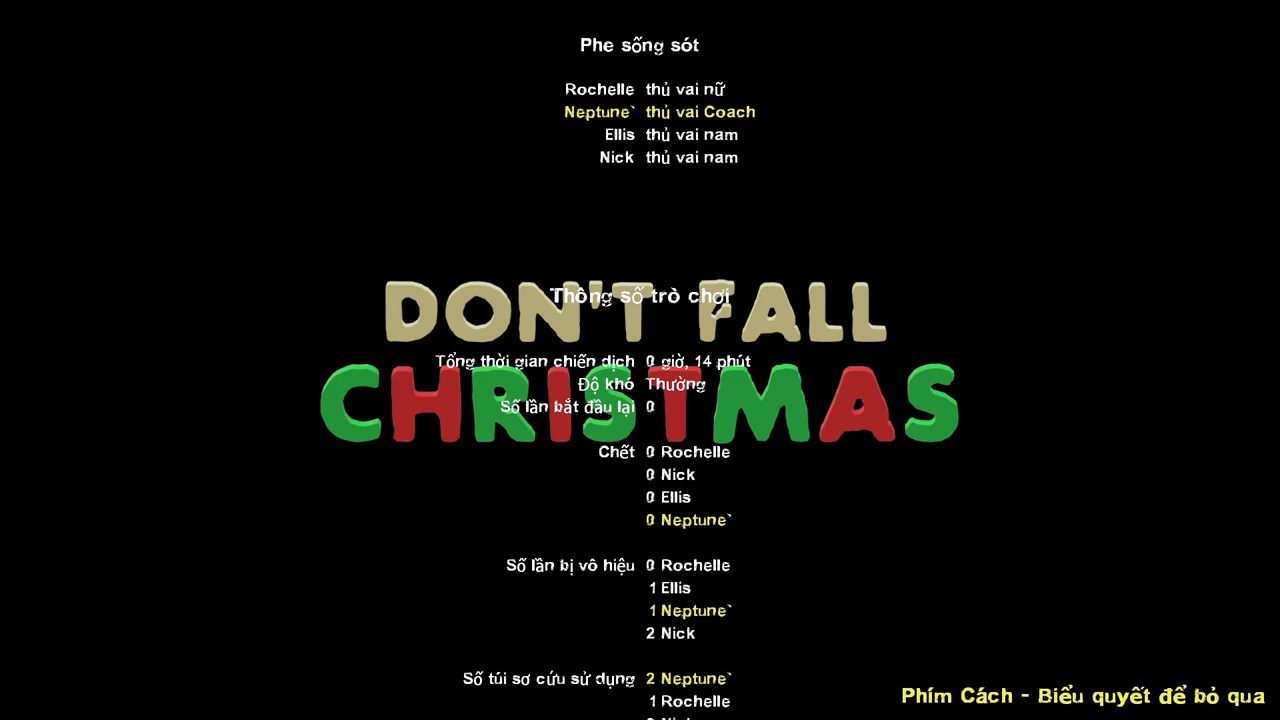 Phe sống sót
Rochelle thủ vai nữ
Neptune` thủ vai Coach
Ellis thủ vai nam
Nick thủ vai nam
DON'T FALL
Thông số trò chơi
CHRISTMAS
Tổng thời gian chiến dịch 0 giờ, 14 phút
Độ khó Thường
Số lần bắt đầu lại 0
Chết 0 Rochelle
0 Nick
0 Ellis
0 Neptune`
Số lần bị vô hiệu 0 Rochelle
1 Ellis
1 Neptune`
2 Nick
Số túi sơ cứu sử dụng 2 Neptune`
1 Rochelle
Phím Cách - Biểu quyết để bỏ qua